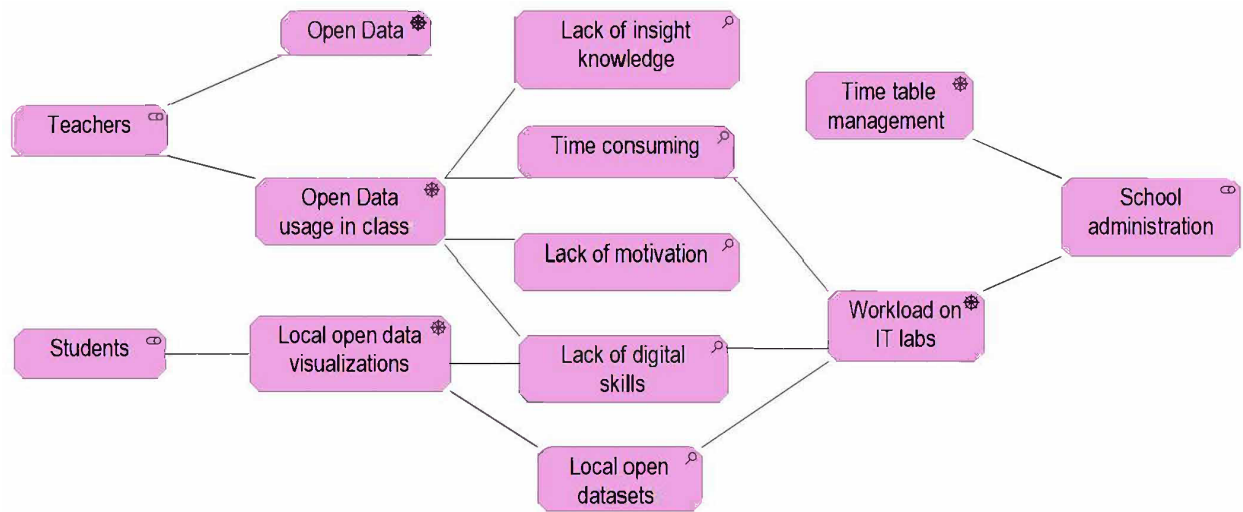 Open Data
Lack of insight
knowledge
Teachers
Time table
management
Time consuming
Open Data
usage in class
School
administration
Lack of motivation
Students
Local open data
visualizations
Workload on
IT labs
Lack of digital
skills
Local open
datasets